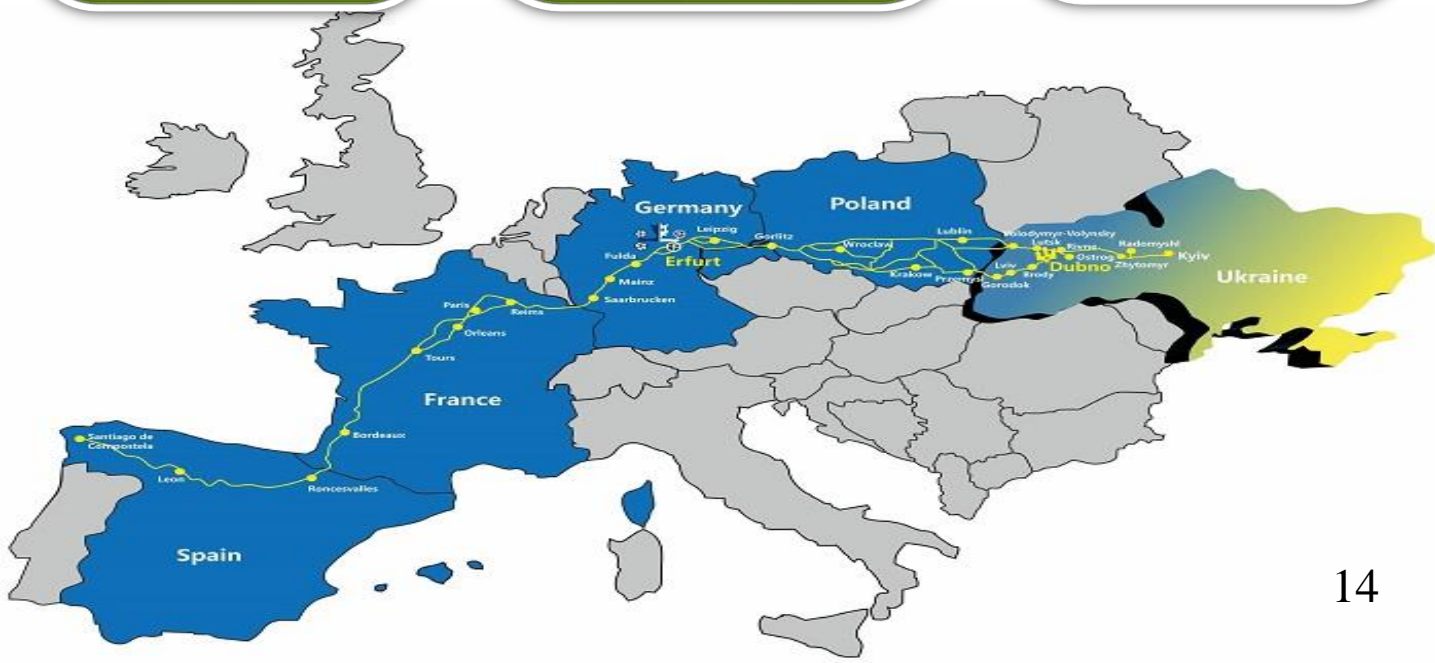 Germany
Poland
Leipzig
Gorlitz
Wroclaw
Lublin
Volodymyr-Volynsky
Lutsk
Rivne
Radomyshl
Erfurt
Fulda
Krakow
Przemysl
Lviv
Brody
Dubno
Ostrog
Zhytomyr
Kyiv
Gorodok
Ukraine
Mainz
Saarbrucken
Paris
Reims
Orleans
Tours
France
Bordeaux
Santiago de
Compostela
Leon
Roncesvalles
Spain
14